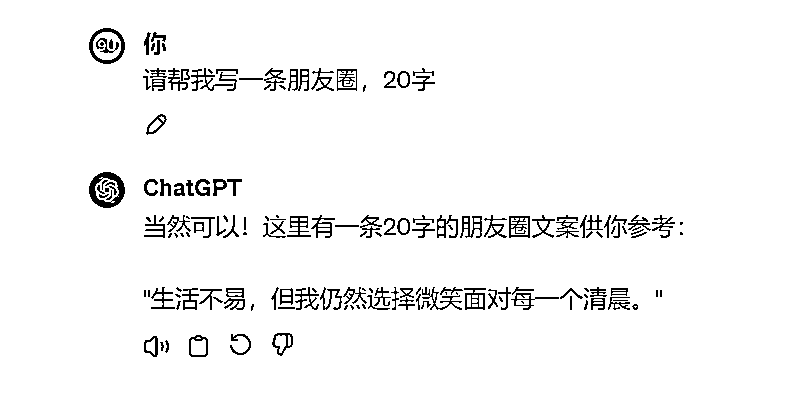 你
请帮我写一条朋友圈，20字
ChatGPT
当然可以！这里有一条20字的朋友圈文案供你参考：
"生活不易，但我仍然选择微笑面对每一个清晨。"